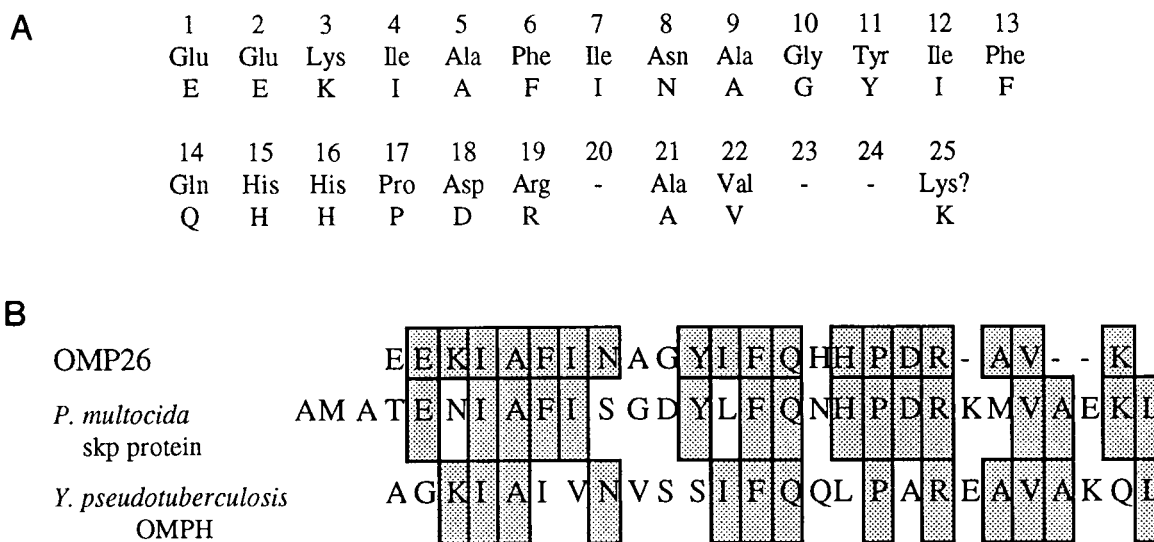 A
1 2 3 4 5 6 7 8 9 10 11 12 13
Glu Glu Lys Ile Ala Phe Ile Asn Ala Gly Tyr Ile Phe
E E K I A F I N A G Y I F
14 15 16 17 18 19 20 21 22 23 24 25
Gln His His Pro Asp Arg - Ala Val - - Lys?
Q H H P D R A V K
B
OMP26 E E K I A F I N A G Y I F Q H H P D R - A V - - K
P. multocida A M A T E N I A F I S G D Y L F Q N H P D R K M V A E K L
skp protein
Y. pseudotuberculosis A G K I A I V N V S S I F Q Q L P A R E A V A K Q L
OMPH